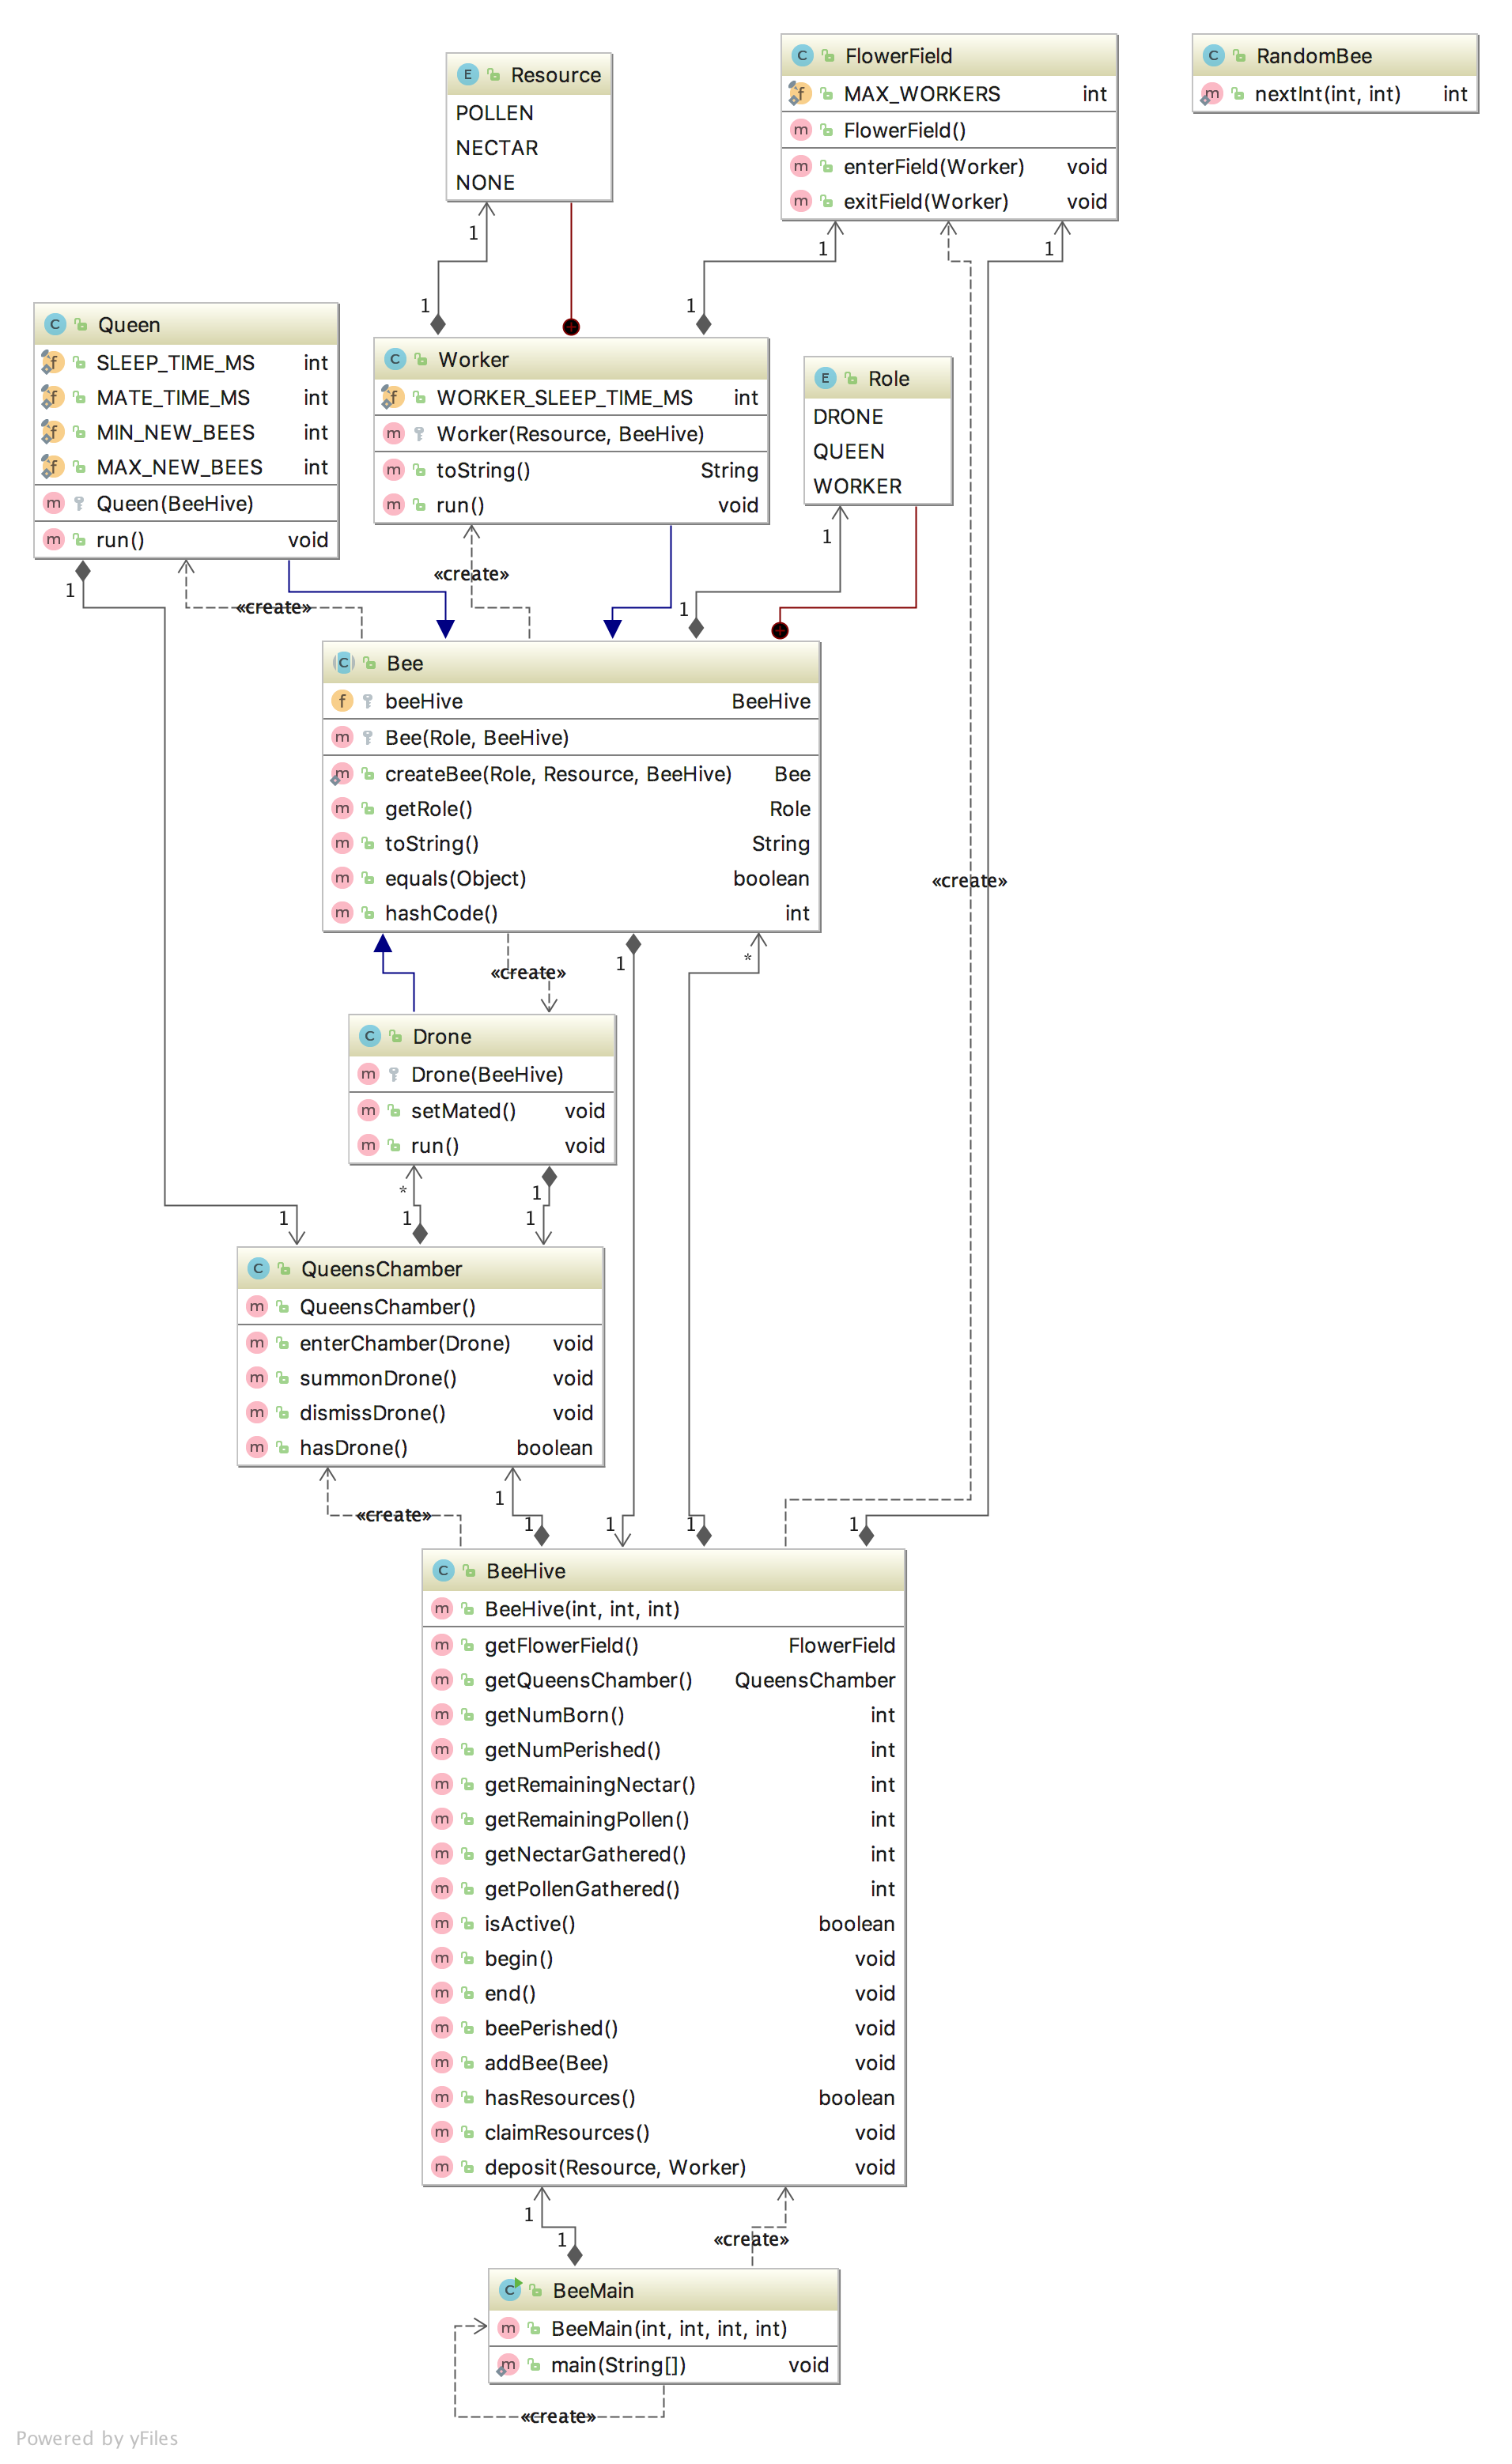 Resource
POLLEN
NECTAR
NONE
FlowerField
MAX_WORKERS int
FlowerField()
enterField(Worker) void
exitField(Worker) void
RandomBee
nextInt(int, int) int
1
1
1
1
1
Queen
SLEEP_TIME_MS int
MATE_TIME_MS int
MIN_NEW_BEES int
MAX_NEW_BEES int
Queen(BeeHive)
run() void
Worker
WORKER_SLEEP_TIME_MS int
Worker(Resource, BeeHive)
toString() String
run() void
Role
DRONE
QUEEN
WORKER
1
«create»
1
«create»
1
Bee
beeHive BeeHive
Bee(Role, BeeHive)
createBee(Role, Resource, BeeHive) Bee
getRole() Role
toString() String
equals(Object) boolean
hashCode() int
«create»
1
*
«create»
Drone
Drone(BeeHive)
setMated() void
run() void
*
1
1
1
1
QueensChamber
QueensChamber()
enterChamber(Drone) void
summonDrone() void
dismissDrone() void
hasDrone() boolean
1
«create»
1
1
1
1
BeeHive
BeeHive(int, int, int)
getFlowerField() FlowerField
getQueensChamber() QueensChamber
getNumBorn() int
getNumPerished() int
getRemainingNectar() int
getRemainingPollen() int
getNectarGathered() int
getPollenGathered() int
isActive() boolean
begin() void
end() void
beePerished() void
addBee(Bee) void
hasResources() boolean
claimResources() void
deposit(Resource, Worker) void
1
1
«create»
BeeMain
BeeMain(int, int, int, int)
main(String[]) void
«create»
Powered by yFiles